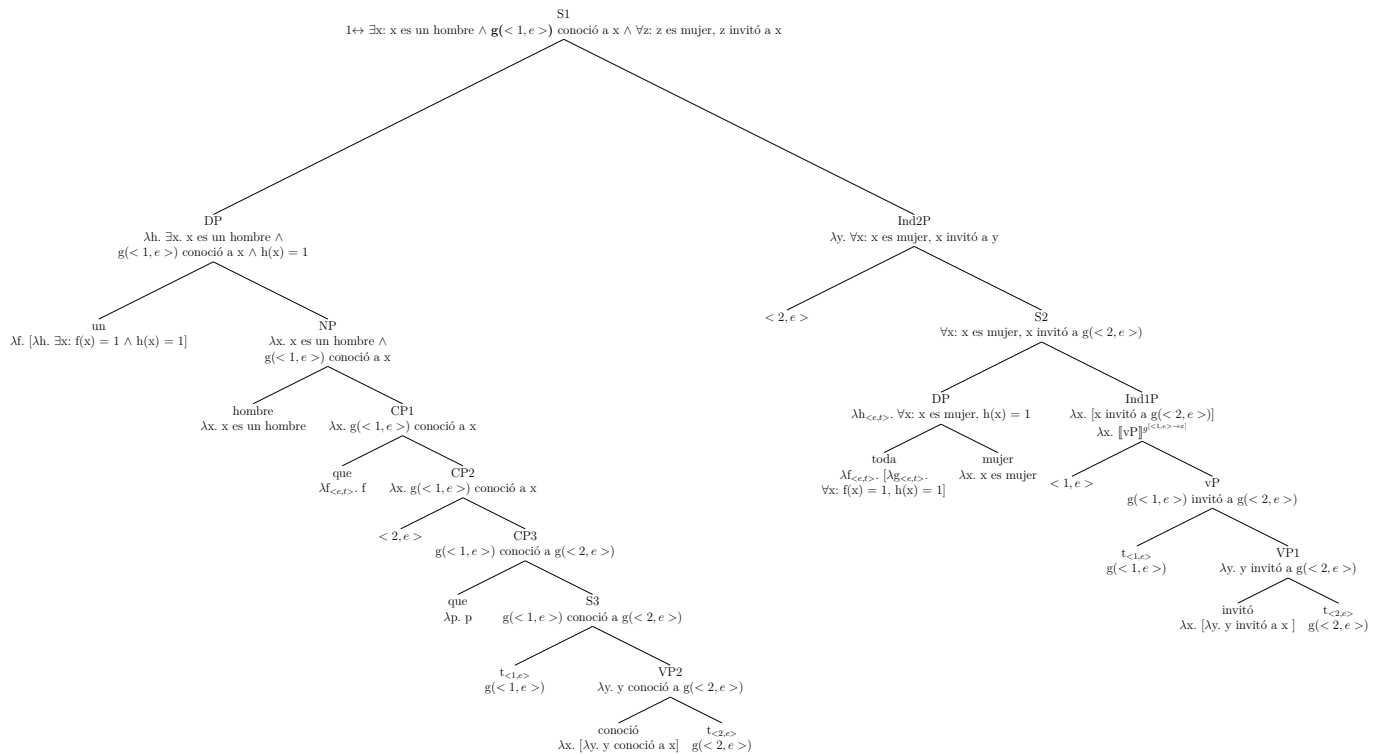 S1
1↔ ∃x: x es un hombre ∧ g(< 1, e >) conoció a x ∧ ∀z: z es mujer, z invitó a x
DP
λh. ∃x. x es un hombre ∧
g(< 1, e >) conoció a x ∧ h(x) = 1
un
λf. [λh. ∃x: f(x) = 1 ∧ h(x) = 1]
NP
λx. x es un hombre ∧
g(< 1, e >) conoció a x
hombre
λx. x es un hombre
CP1
λx. g(< 1, e >) conoció a x
que
λf<e,t>. f
CP2
λx. g(< 1, e >) conoció a x
< 2, e >
CP3
g(< 1, e >) conoció a g(< 2, e >)
que
λp. p
S3
g(< 1, e >) conoció a g(< 2, e >)
t<1,e>
g(< 1, e >)
VP2
λy. y conoció a g(< 2, e >)
conoció
λx. [λy. y conoció a x]
t<2,e>
g(< 2, e >)
Ind2P
λy. ∀x: x es mujer, x invitó a y
< 2, e >
S2
∀x: x es mujer, x invitó a g(< 2, e >)
DP
λh<e,t>. ∀x: x es mujer, h(x) = 1
toda
λf<e,t>. [λg<e,t>.
∀x: f(x) = 1, h(x) = 1]
mujer
λx. x es mujer
Ind1P
λx. [x invitó a g(< 2, e >)]
λx. ⟦vP⟧g[<1,e>→x]
< 1, e >
vP
g(< 1, e >) invitó a g(< 2, e >)
t<1,e>
g(< 1, e >)
VP1
λy. y invitó a g(< 2, e >)
invitó
λx. [λy. y invitó a x ]
t<2,e>
g(< 2, e >)